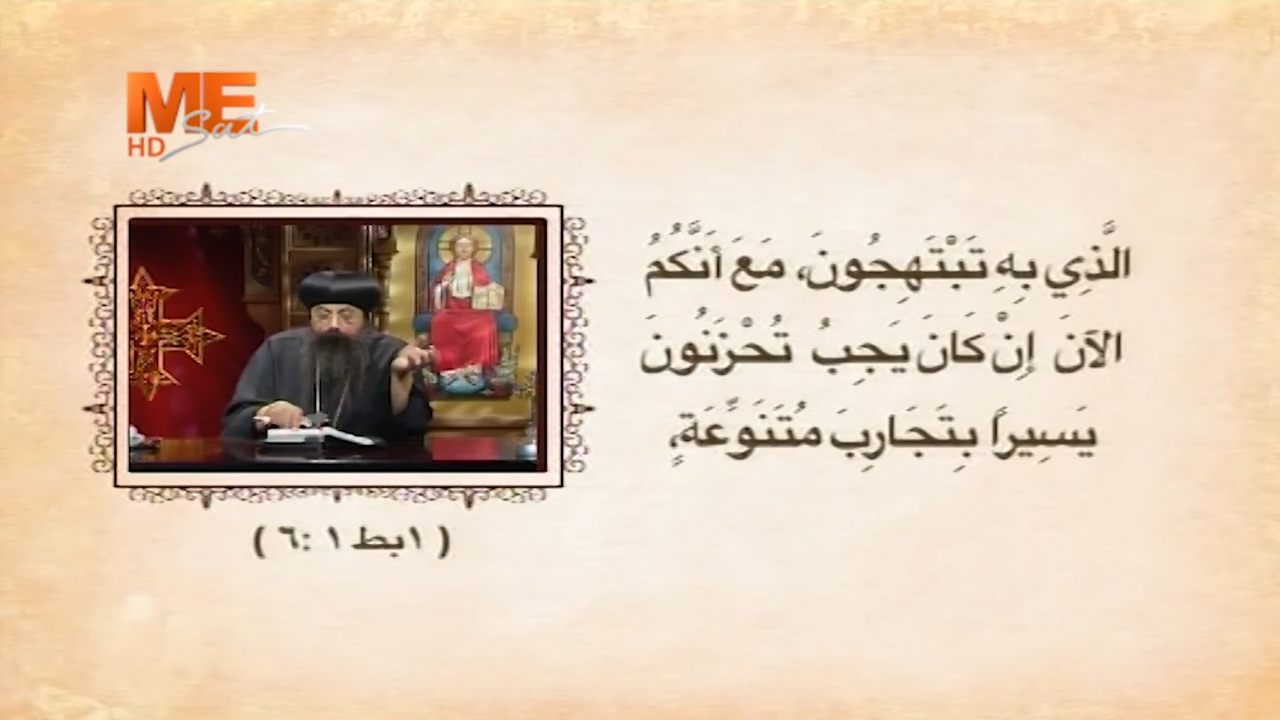 ME
Sat
HD
الَّذِي بِهِ تَبْتَهِجُونَ، مَعَ أَنَّكُمُ
الآنَ إِنْ كَانَ يَجِبُ تُحْزَنُونَ
يَسِيراً بِتَجَارِبَ مُتَنَوِّعَةٍ،
( ١بط ١ :٦ )